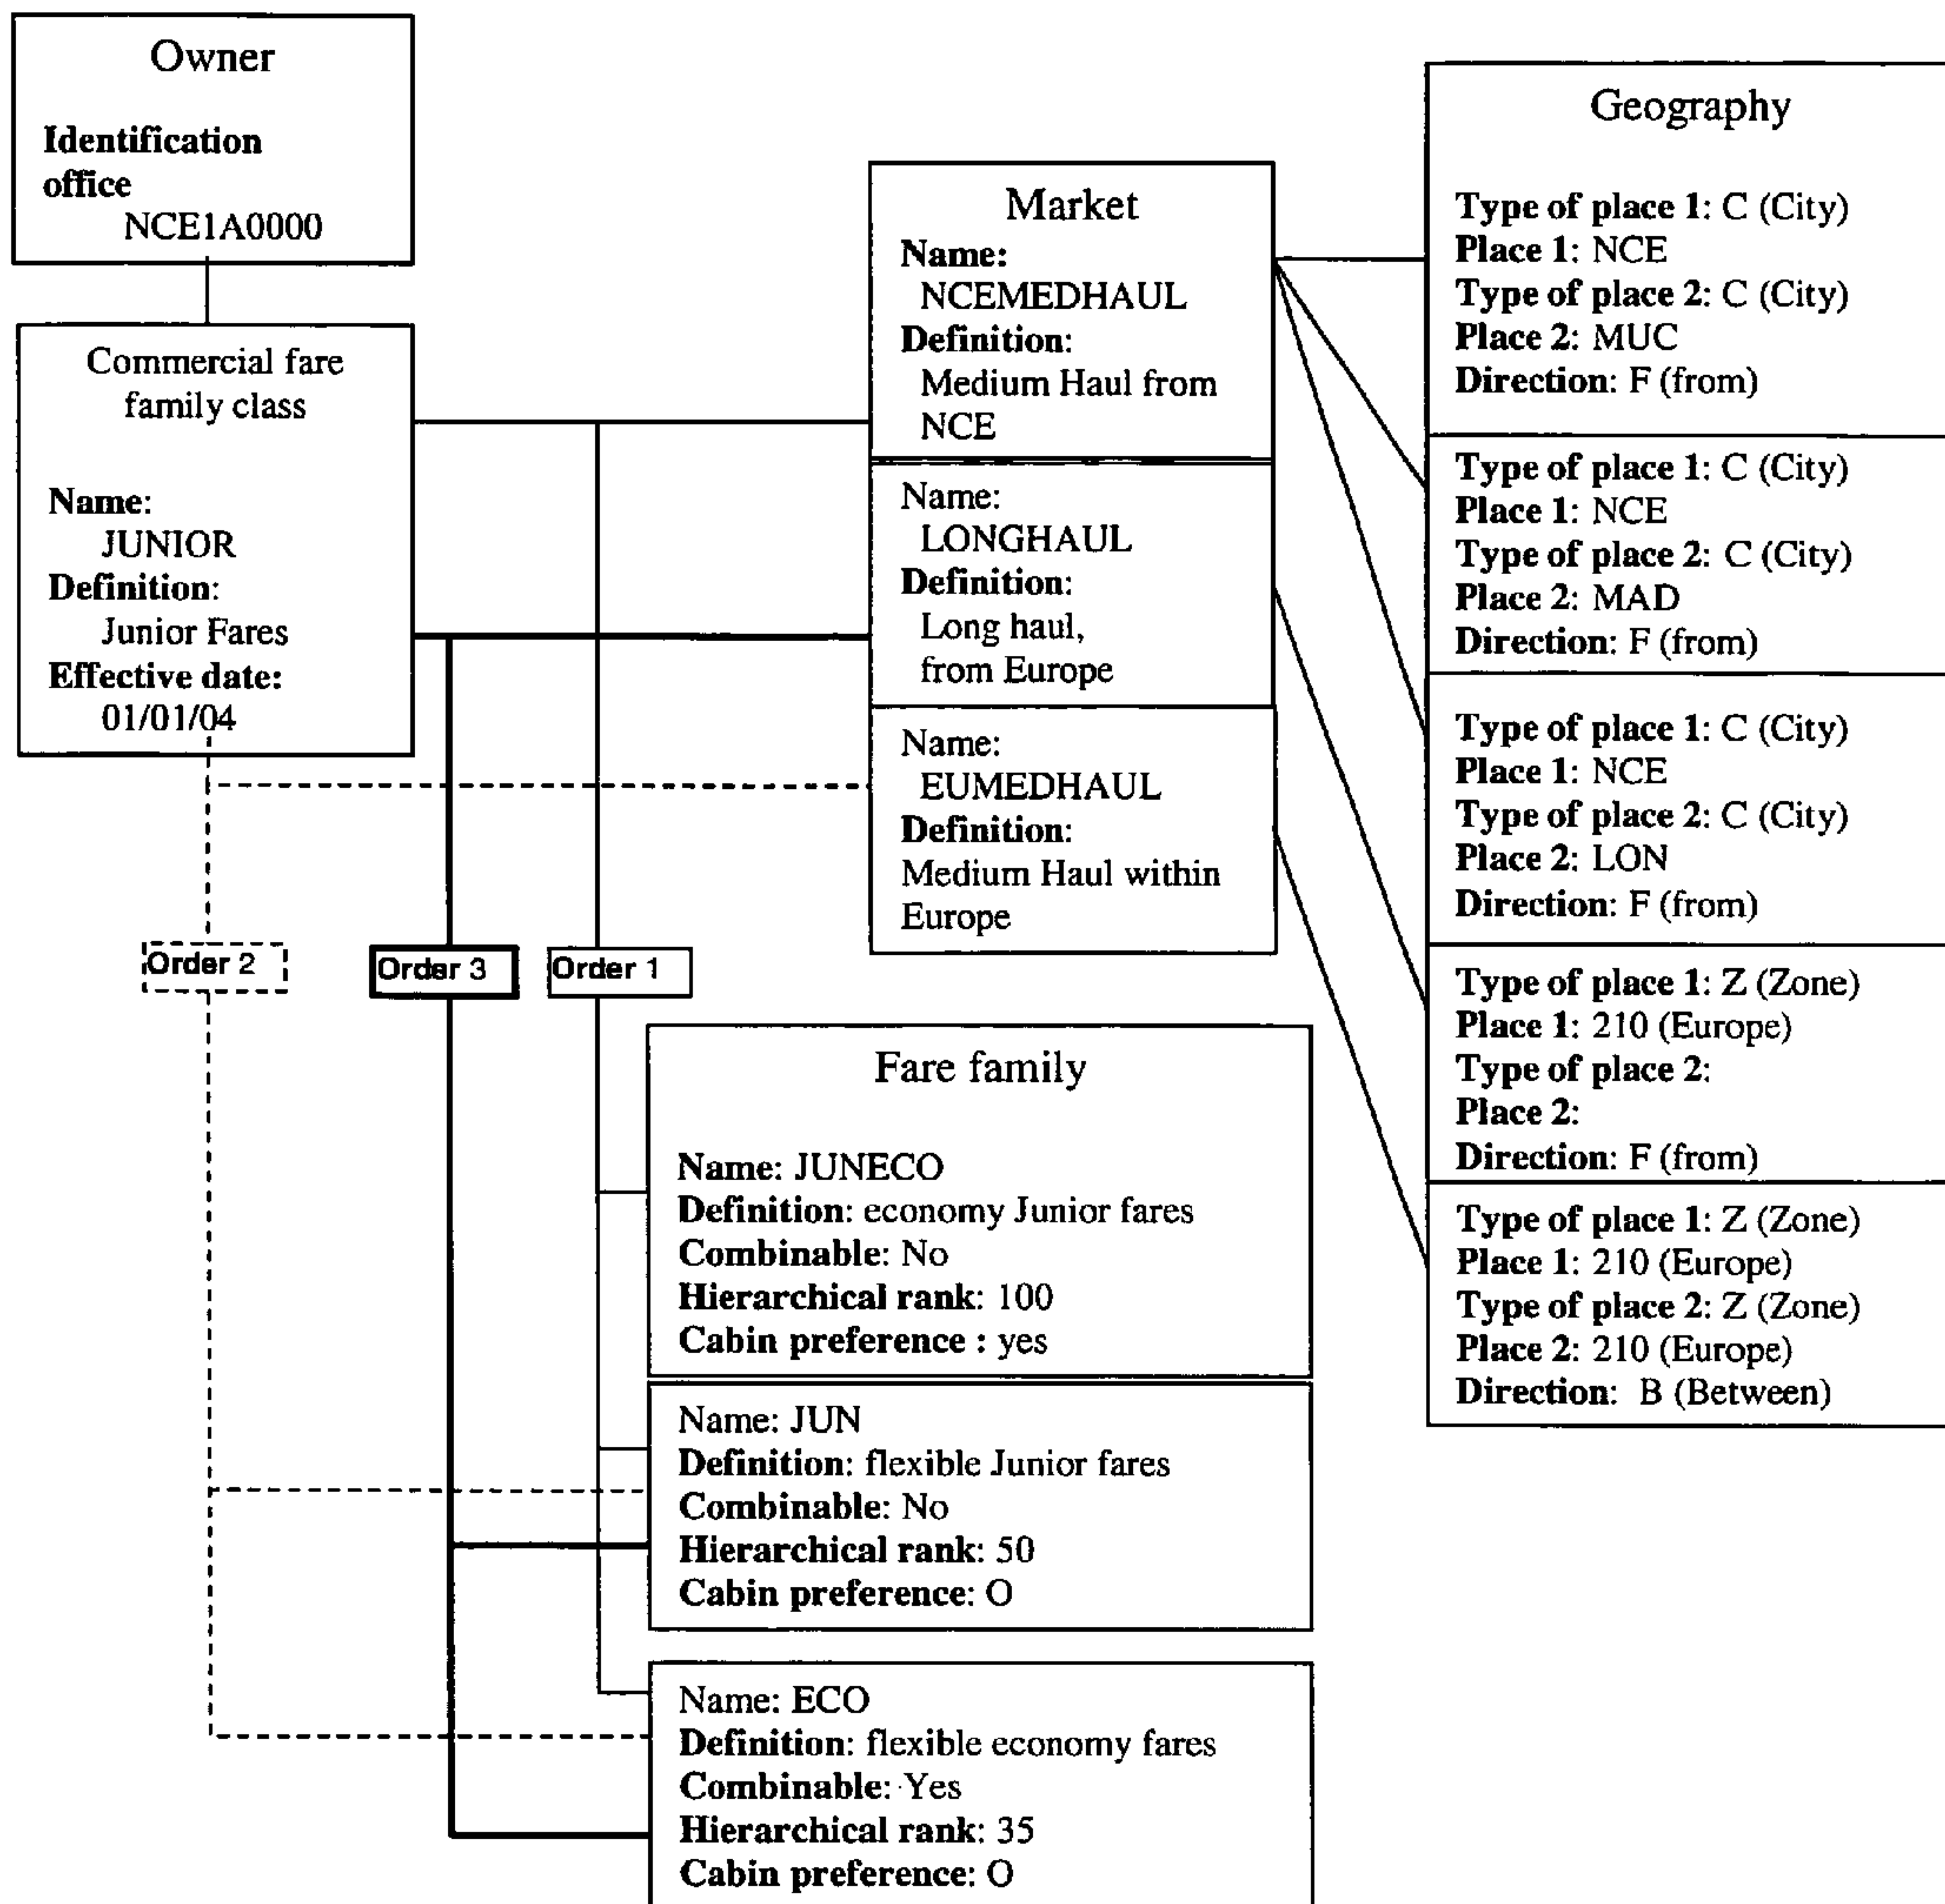 Owner
Identification
office
NCE1A0000
Commercial fare
family class
Name:
JUNIOR
Definition:
Junior Fares
Effective date:
01/01/04
Market
Name:
NCEMEDHAUL
Definition:
Medium Haul from
NCE
Name:
LONGHAUL
Definition:
Long haul,
from Europe
Name:
EUMEDHAUL
Definition:
Medium Haul within
Europe
Geography
Type of place 1: C (City)
Place 1: NCE
Type of place 2: C (City)
Place 2: MUC
Direction: F (from)
Type of place 1: C (City)
Place 1: NCE
Type of place 2: C (City)
Place 2: MAD
Direction: F (from)
Type of place 1: C (City)
Place 1: NCE
Type of place 2: C (City)
Place 2: LON
Direction: F (from)
Type of place 1: Z (Zone)
Place 1: 210 (Europe)
Type of place 2:
Place 2:
Direction: F (from)
Type of place 1: Z (Zone)
Place 1: 210 (Europe)
Type of place 2: Z (Zone)
Place 2: 210 (Europe)
Direction: B (Between)
Order 2
Order 3
Order 1
Fare family
Name: JUNECO
Definition: economy Junior fares
Combinable: No
Hierarchical rank: 100
Cabin preference : yes
Name: JUN
Definition: flexible Junior fares
Combinable: No
Hierarchical rank: 50
Cabin preference: O
Name: ECO
Definition: flexible economy fares
Combinable: Yes
Hierarchical rank: 35
Cabin preference: O